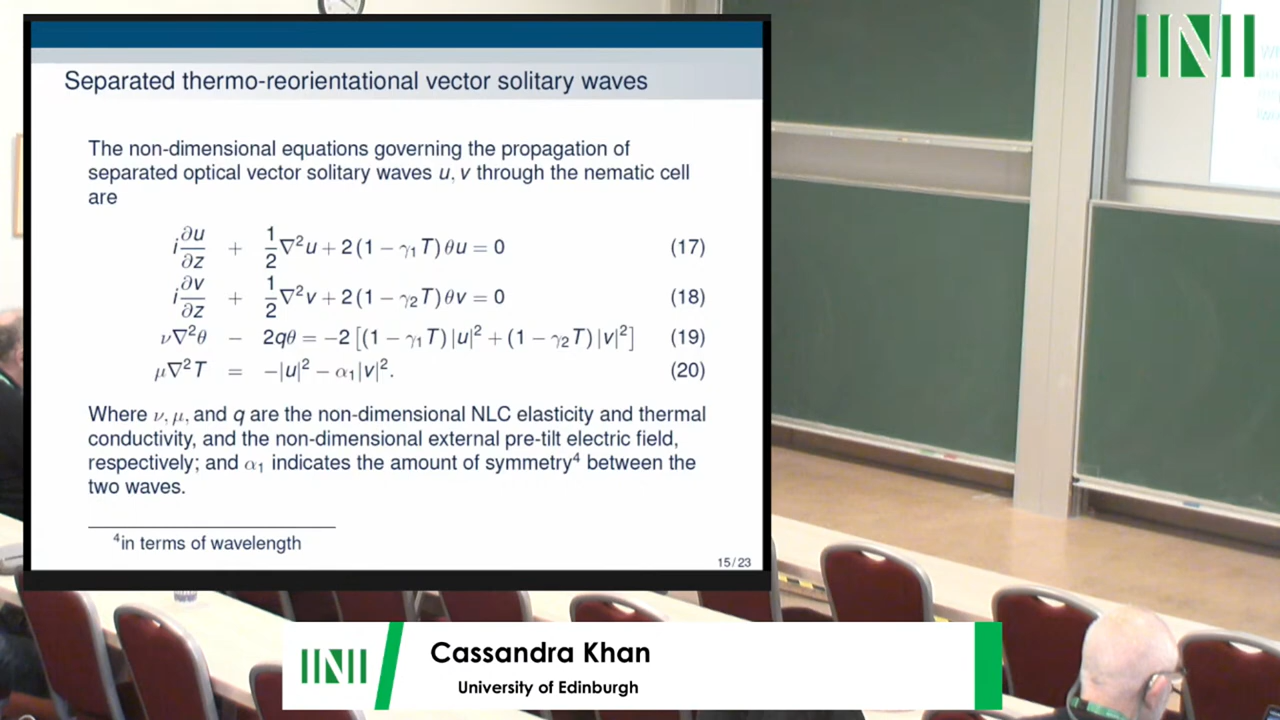 Separated thermo-reorientational vector solitary waves
The non-dimensional equations governing the propagation of
separated optical vector solitary waves u, v through the nematic cell
are
i ∂u/∂z + 1/2 ∇²u + 2 (1 − γ₁T) θu = 0 (17)
i ∂v/∂z + 1/2 ∇²v + 2 (1 − γ₂T) θv = 0 (18)
ν∇²θ − 2qθ = −2 [(1 − γ₁T) |u|² + (1 − γ₂T) |v|²] (19)
μ∇²T = −|u|² − α₁|v|². (20)
Where ν, μ, and q are the non-dimensional NLC elasticity and thermal
conductivity, and the non-dimensional external pre-tilt electric field,
respectively; and α₁ indicates the amount of symmetry⁴ between the
two waves.
⁴in terms of wavelength
15/23
INI
INI
Cassandra Khan
University of Edinburgh